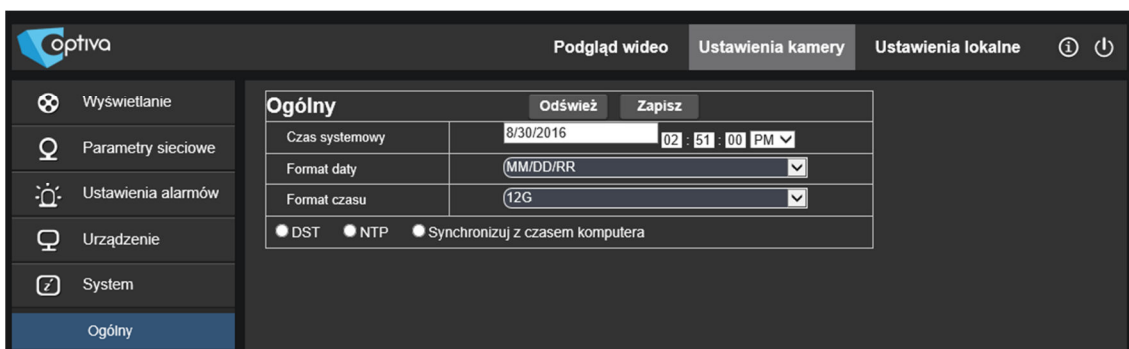 optiva
Podgląd wideo Ustawienia kamery Ustawienia lokalne
Wyświetlanie
Parametry sieciowe
Ustawienia alarmów
Urządzenie
System
Ogólny
Ogólny Odśwież Zapisz
Czas systemowy 8/30/2016 02 : 51 : 00 PM
Format daty MM/DD/RR
Format czasu 12G
DST NTP Synchronizuj z czasem komputera